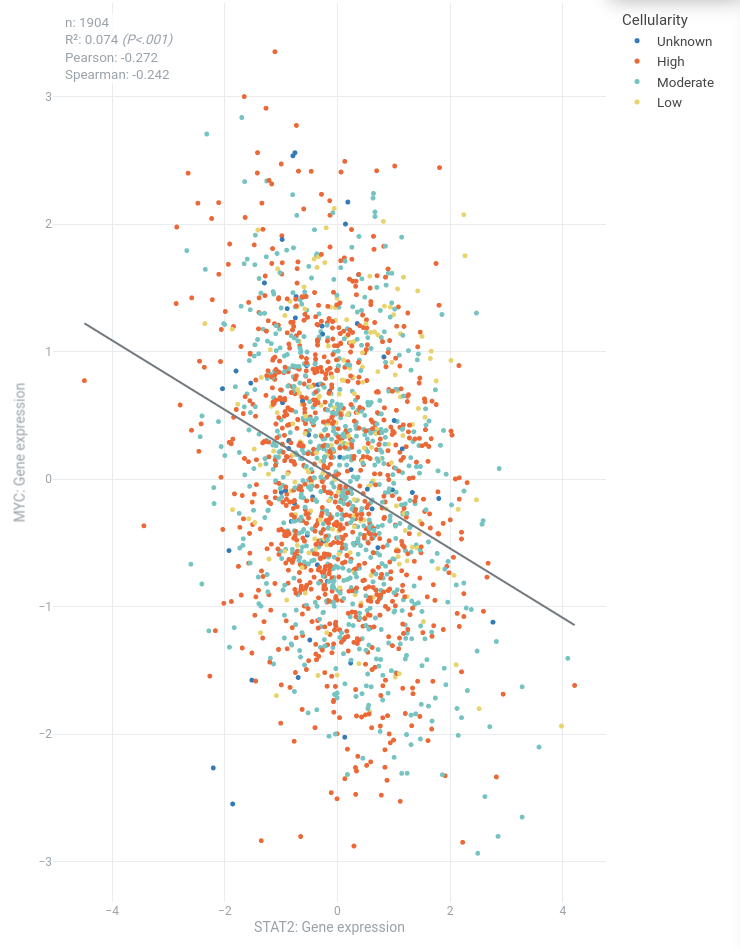 n: 1904
R²: 0.074 (P<.001)
Pearson: -0.272
Spearman: -0.242
Cellularity
Unknown
High
Moderate
Low
3
2
1
0
−1
−2
−3
MYC: Gene expression
−4
−2
0
2
4
STAT2: Gene expression